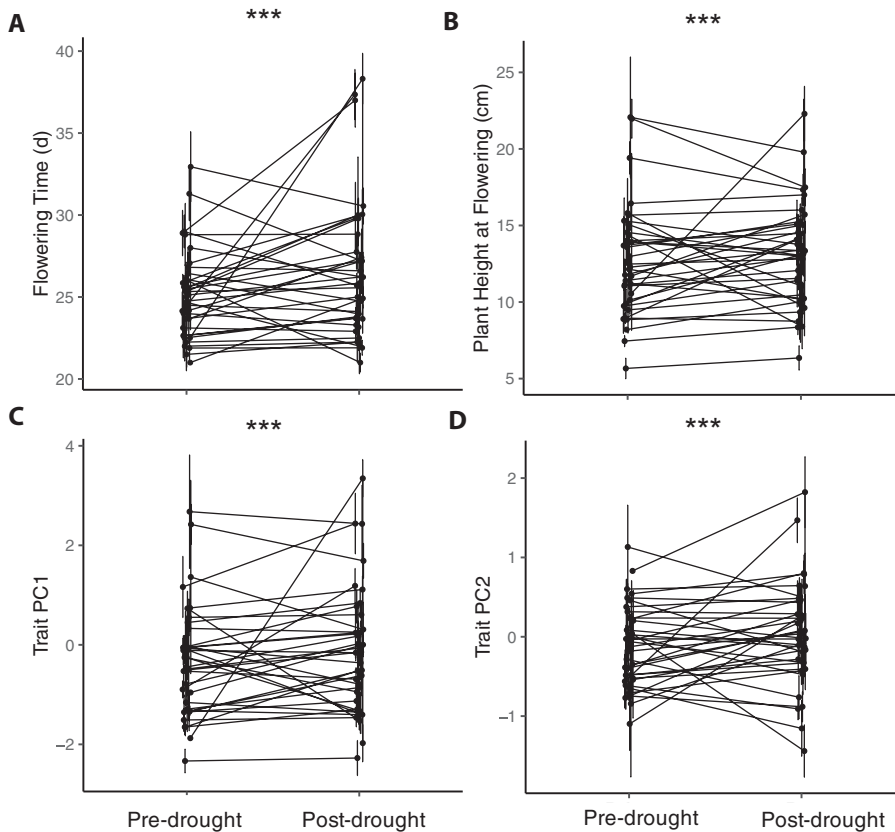 A
***
Flowering Time (d)
40
35
30
25
20
B
***
Plant Height at Flowering (cm)
25
20
15
10
5
C
***
Trait PC1
4
2
0
−2
Pre-drought Post-drought
D
***
Trait PC2
2
1
0
−1
Pre-drought Post-drought